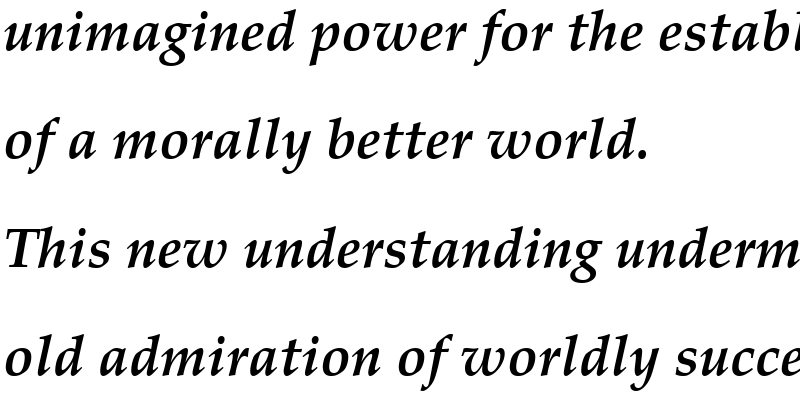 unimagined power for the estab
of a morally better world.
This new understanding underm
old admiration of worldly succe